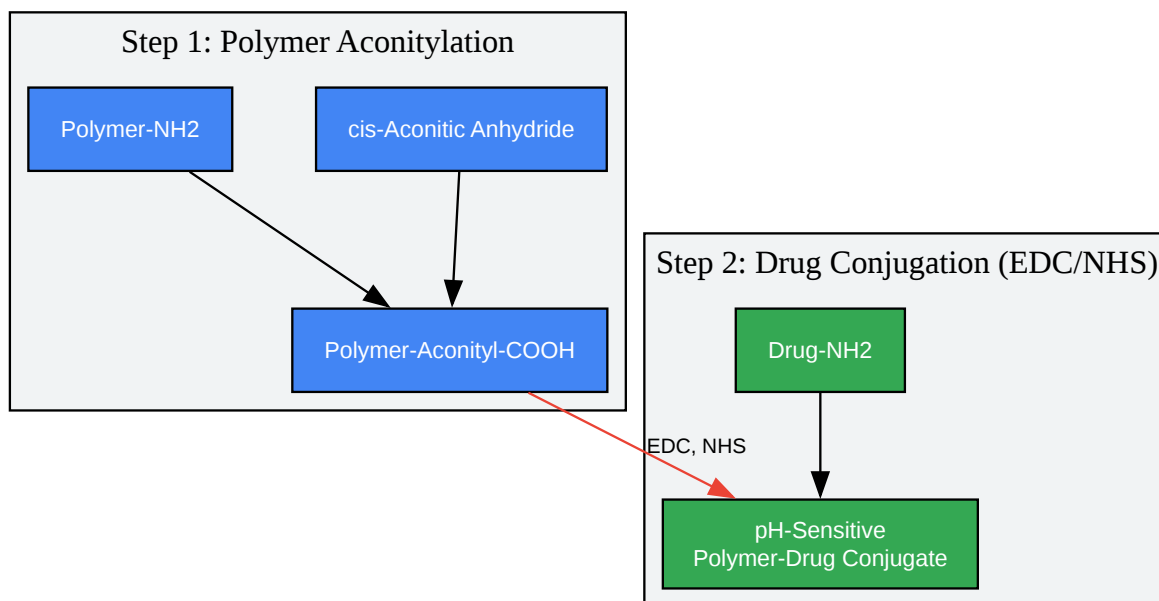 Step 1: Polymer Aconitylation
Polymer-NH2
cis-Aconitic Anhydride
Polymer-Aconityl-COOH
Step 2: Drug Conjugation (EDC/NHS)
Drug-NH2
EDC, NHS
pH-Sensitive
Polymer-Drug Conjugate